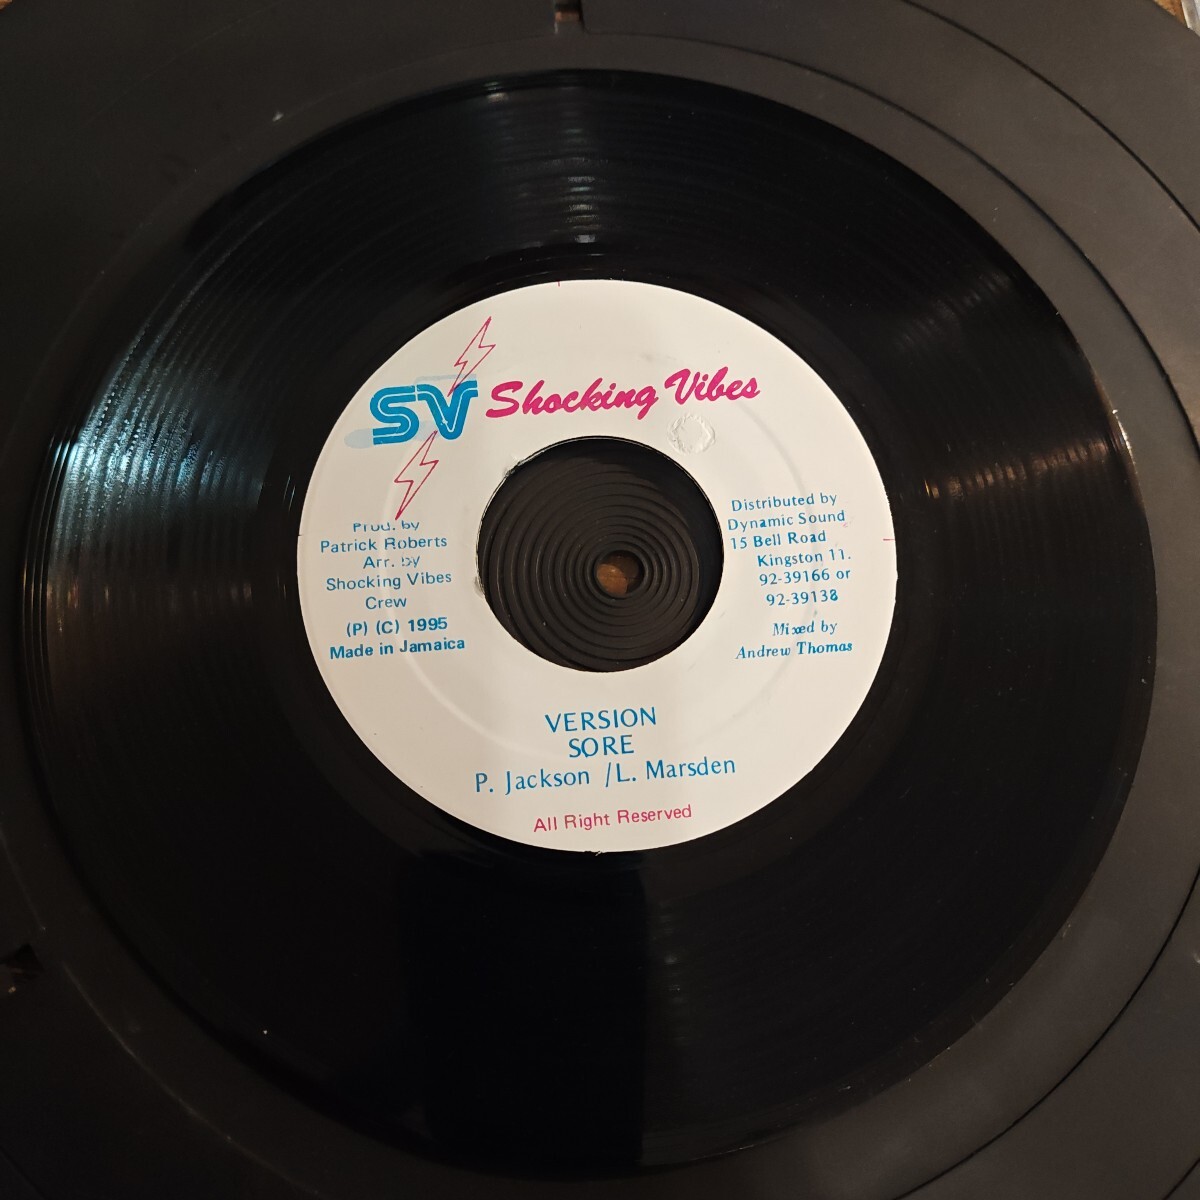 SV Shocking Vibes
Prod. by
Patrick Roberts
Arr. by
Shocking Vibes
Crew
(P) (C) 1995
Made in Jamaica
Distributed by
Dynamic Sound
15 Bell Road
Kingston 11.
92-39166 or
92-39138
Mixed by
Andrew Thomas
VERSION
SORE
P. Jackson /L. Marsden
All Right Reserved